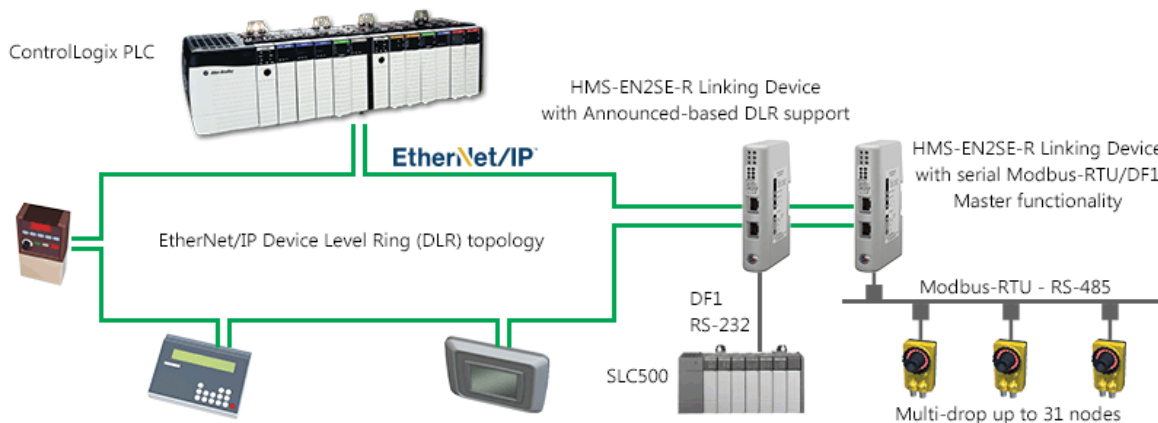 ControlLogix PLC
HMS-EN2SE-R Linking Device
with Announced-based DLR support
EtherNet/IP
HMS-EN2SE-R Linking Device
with serial Modbus-RTU/DF1
Master functionality
EtherNet/IP Device Level Ring (DLR) topology
DF1
RS-232
Modbus-RTU - RS-485
SLC500
Multi-drop up to 31 nodes